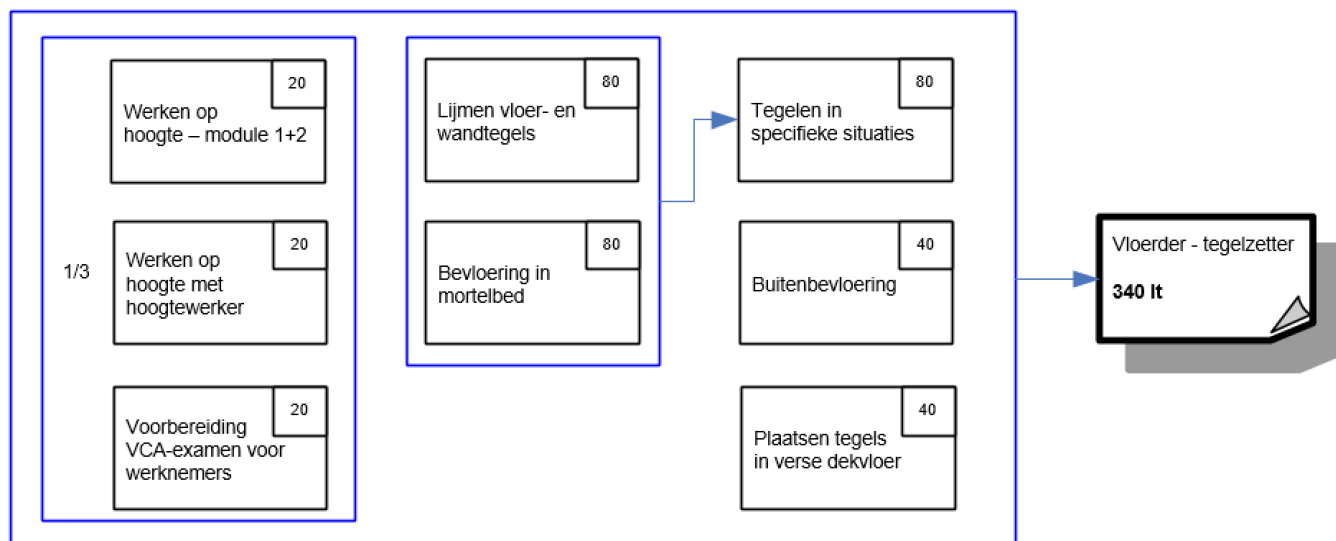 1/3
20
Werken op
hoogte – module 1+2
20
Werken op
hoogte met
hoogtewerker
20
Voorbereiding
VCA-examen voor
werknemers
80
Lijmen vloer- en
wandtegels
80
Bevloering in
mortelbed
80
Tegelen in
specifieke situaties
40
Buitenbevloering
40
Plaatsen tegels
in verse dekvloer
Vloerder - tegelzetter
340 lt